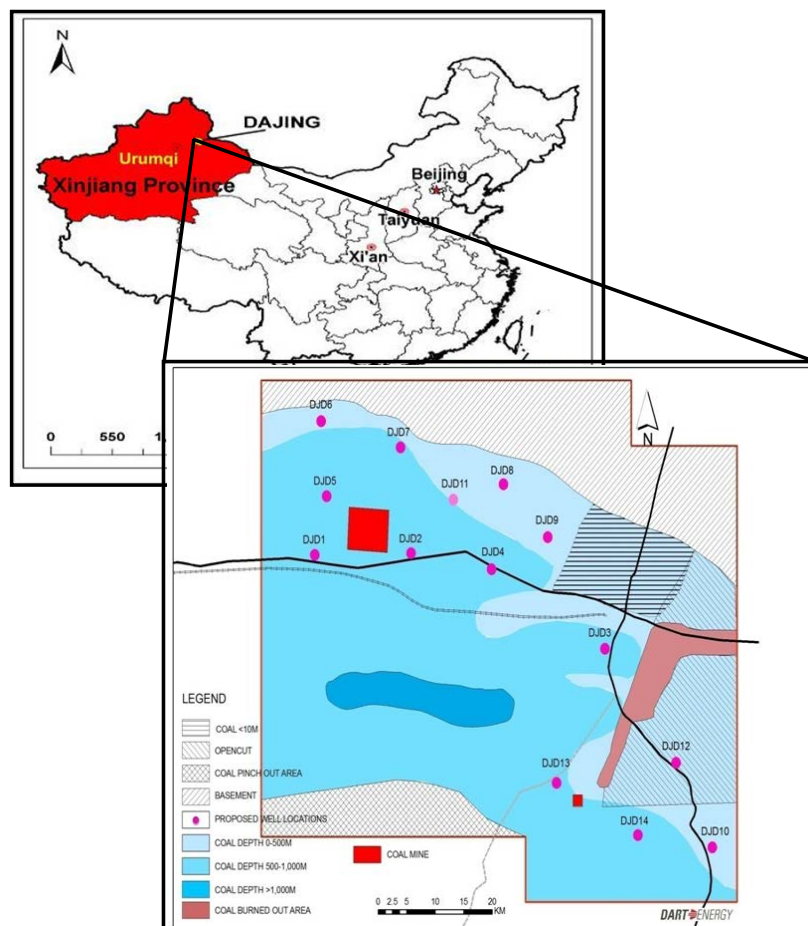 N
DAJING
Urumqi
Xinjiang Province
Beijing
Taiyuan
Xi'an
0 550
DJD6
DJD7
N
DJD8
DJD5
DJD11
DJD9
DJD1
DJD2
DJD4
DJD3
LEGEND
COAL <10M
OPENCUT
DJD12
COAL PINCH OUT AREA
DJD13
BASEMENT
PROPOSED WELL LOCATIONS
DJD14
DJD10
COAL DEPTH 0-500M
COAL DEPTH 500-1,000M
COAL MINE
COAL DEPTH >1,000M
COAL BURNED OUT AREA
0 2.5 5 10 15 20
KM
DART ENERGY